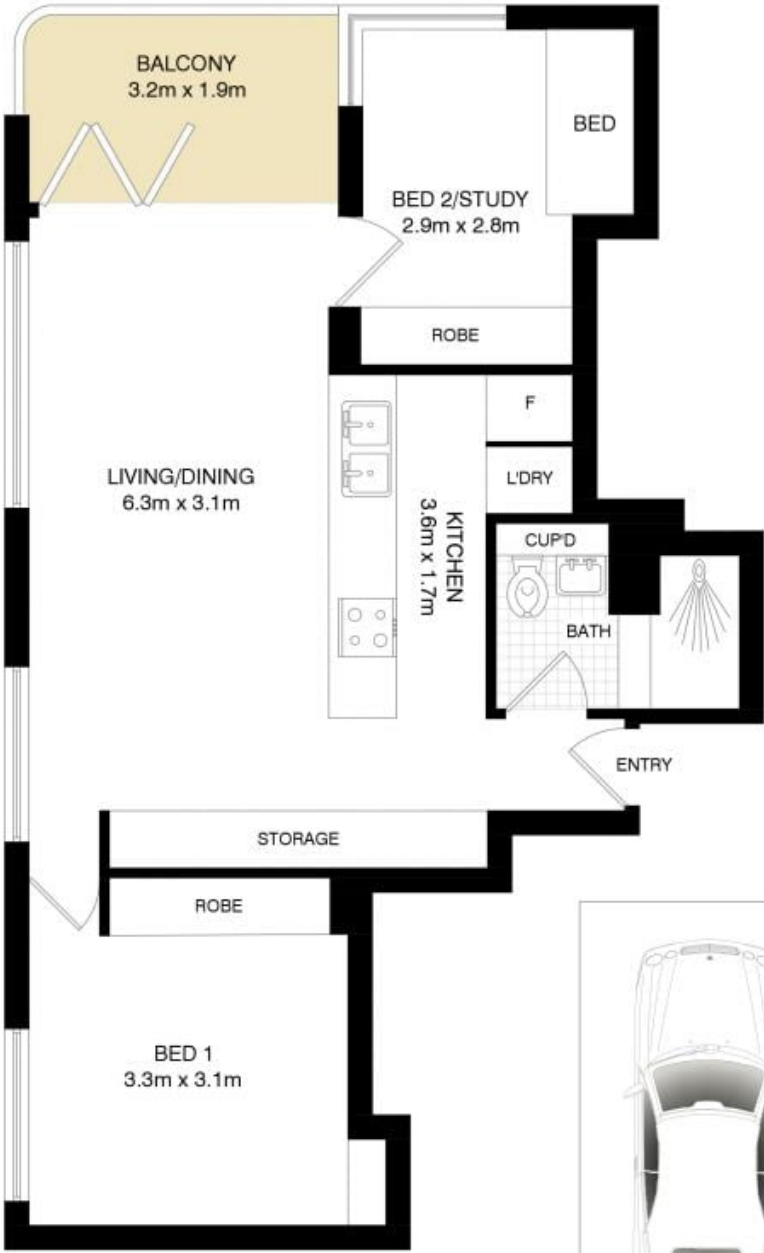 BALCONY
3.2m x 1.9m
BED
BED 2/STUDY
2.9m x 2.8m
ROBE
F
L'DRY
LIVING/DINING
6.3m x 3.1m
KITCHEN
3.6m x 1.7m
CUP'D
BATH
ENTRY
STORAGE
ROBE
BED 1
3.3m x 3.1m